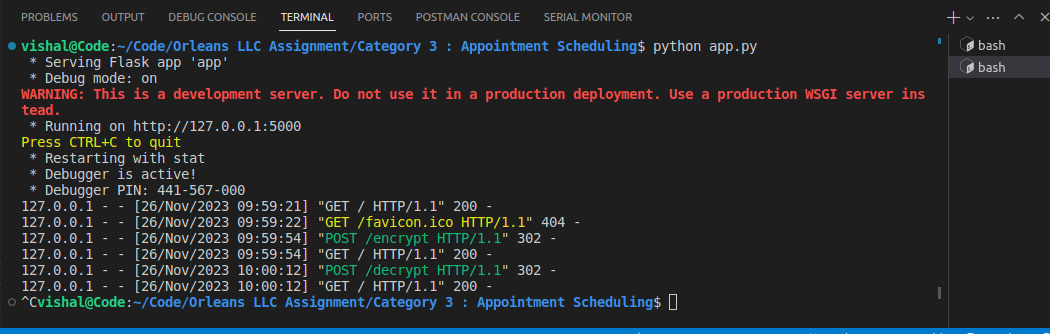 PROBLEMS OUTPUT DEBUG CONSOLE TERMINAL PORTS POSTMAN CONSOLE SERIAL MONITOR
vishal@Code:~/Code/Orleans LLC Assignment/Category 3 : Appointment Scheduling$ python app.py
 * Serving Flask app 'app'
 * Debug mode: on
WARNING: This is a development server. Do not use it in a production deployment. Use a production WSGI server ins
tead.
 * Running on http://127.0.0.1:5000
Press CTRL+C to quit
 * Restarting with stat
 * Debugger is active!
 * Debugger PIN: 441-567-000
127.0.0.1 - - [26/Nov/2023 09:59:21] "GET / HTTP/1.1" 200 -
127.0.0.1 - - [26/Nov/2023 09:59:22] "GET /favicon.ico HTTP/1.1" 404 -
127.0.0.1 - - [26/Nov/2023 09:59:54] "POST /encrypt HTTP/1.1" 302 -
127.0.0.1 - - [26/Nov/2023 09:59:54] "GET / HTTP/1.1" 200 -
127.0.0.1 - - [26/Nov/2023 10:00:12] "POST /decrypt HTTP/1.1" 302 -
127.0.0.1 - - [26/Nov/2023 10:00:12] "GET / HTTP/1.1" 200 -
^Cvishal@Code:~/Code/Orleans LLC Assignment/Category 3 : Appointment Scheduling$
bash
bash